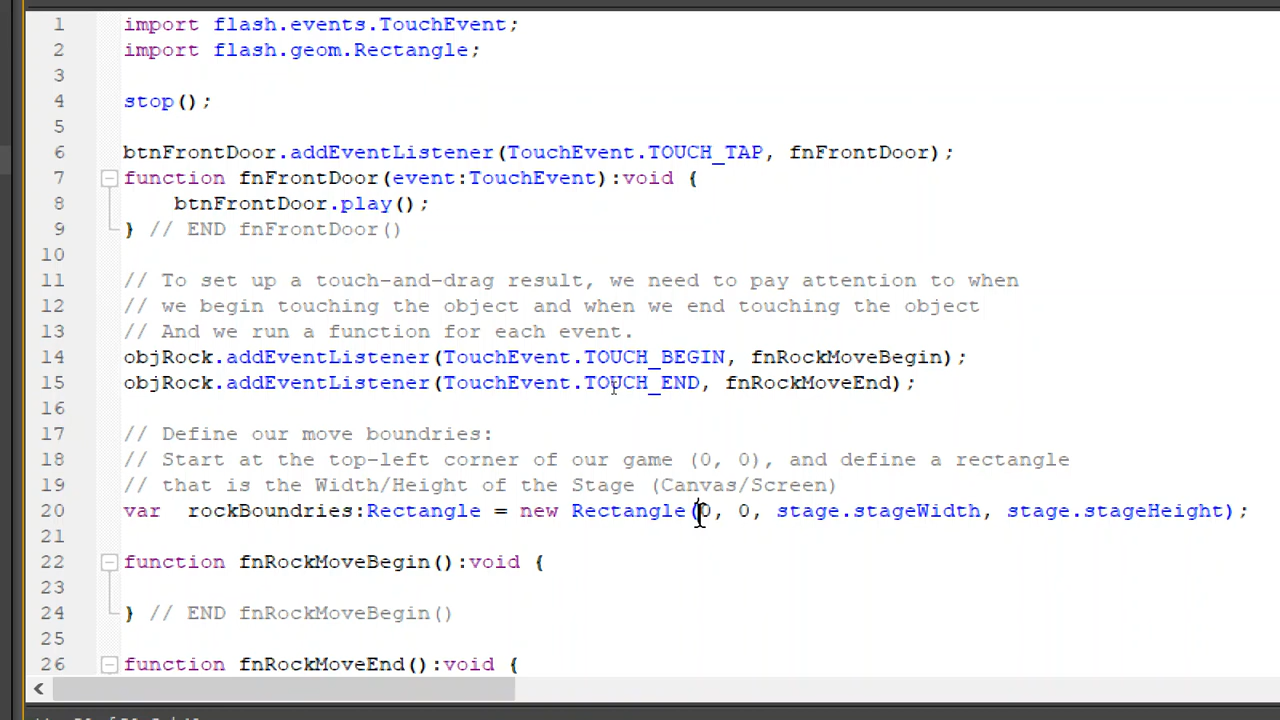 1 import flash.events.TouchEvent;
2 import flash.geom.Rectangle;
3
4 stop();
5
6 btnFrontDoor.addEventListener(TouchEvent.TOUCH_TAP, fnFrontDoor);
7 function fnFrontDoor(event:TouchEvent):void {
8 btnFrontDoor.play();
9 } // END fnFrontDoor()
10
11 // To set up a touch-and-drag result, we need to pay attention to when
12 // we begin touching the object and when we end touching the object
13 // And we run a function for each event.
14 objRock.addEventListener(TouchEvent.TOUCH_BEGIN, fnRockMoveBegin);
15 objRock.addEventListener(TouchEvent.TOUCH_END, fnRockMoveEnd);
16
17 // Define our move boundries:
18 // Start at the top-left corner of our game (0, 0), and define a rectangle
19 // that is the Width/Height of the Stage (Canvas/Screen)
20 var rockBoundries:Rectangle = new Rectangle(0, 0, stage.stageWidth, stage.stageHeight);
21
22 function fnRockMoveBegin():void {
23
24 } // END fnRockMoveBegin()
25
26 function fnRockMoveEnd():void {